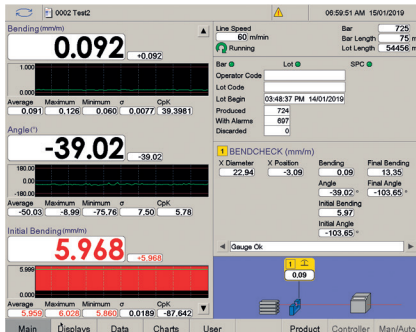 0002 Test2
06:59:51 AM 15/01/2019
Bending(mm/m)
0.092
+0.092
1.000
0.000
Average Maximum Minimum σ CpK
0.091 0.126 0.060 0.0077 39.3981
Angle(°)
-39.02
-39.02
180.00
0.00
-180.00
Average Maximum Minimum σ CpK
-50.03 -8.99 -75.76 7.50 5.78
Initial Bending(mm/m)
5.968
-5.968
5.999
0.000
Average Maximum Minimum σ CpK
5.959 6.028 5.860 0.0189 -87.642
Line Speed
60 m/min
Running
Bar 725
Bar Length 75 m
Lot Length 54456 m
Bar Lot SPC
Operator Code
Lot Code
Lot Begin 03:48:37 PM 14/01/2019
Produced 724
With Alarms 697
Discarded 0
1 BENDCHECK (mm/m)
X Diameter X Position Bending Final Bending
22.94 -3.09 0.09 13.35
Angle Final Angle
-39.02 ° -103.65 °
Initial Bending
5.97
Initial Angle
-103.65 °
Gauge Ok
1
0.09
Main Displays Data Charts User Product Controller Man/Auto